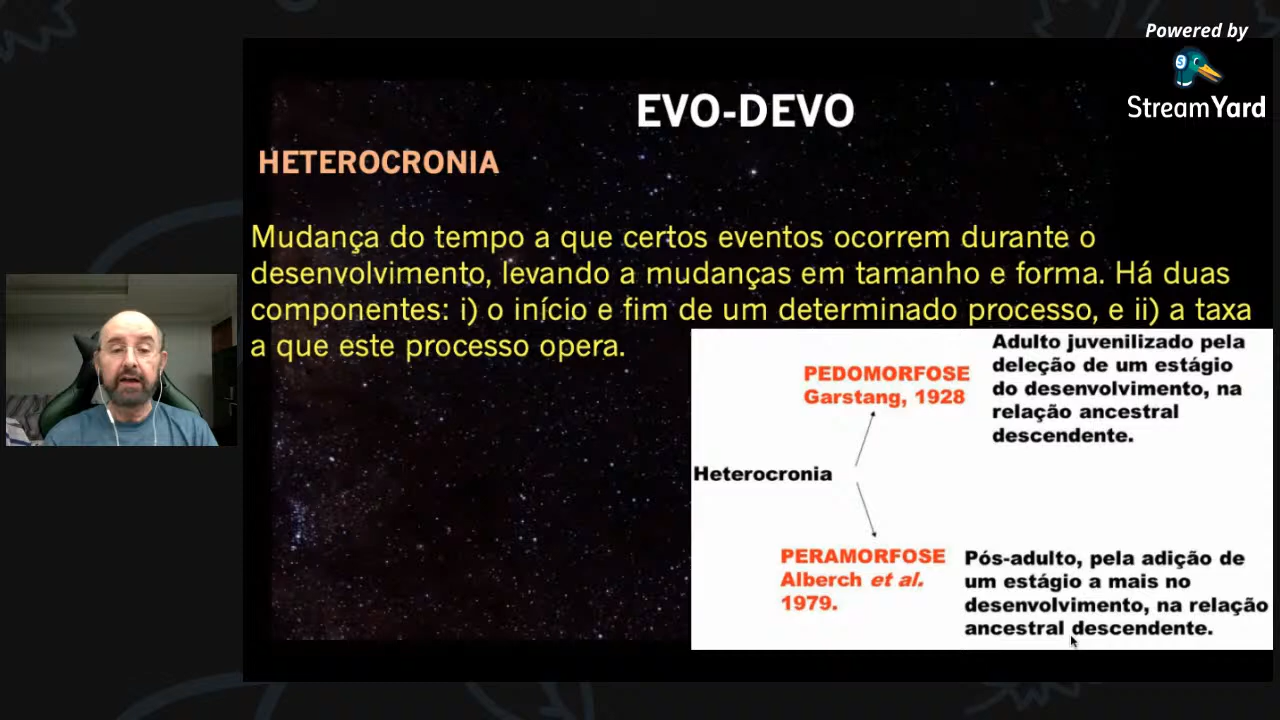 Powered by
StreamYard
EVO-DEVO
HETEROCRONIA
Mudança do tempo a que certos eventos ocorrem durante o
desenvolvimento, levando a mudanças em tamanho e forma. Há duas
componentes: i) o início e fim de um determinado processo, e ii) a taxa
a que este processo opera.
PEDOMORFOSE
Garstang, 1928
Adulto juvenilizado pela
deleção de um estágio
do desenvolvimento, na
relação ancestral
descendente.
Heterocronia
PERAMORFOSE
Alberch et al.
1979.
Pós-adulto, pela adição de
um estágio a mais no
desenvolvimento, na relação
ancestral descendente.